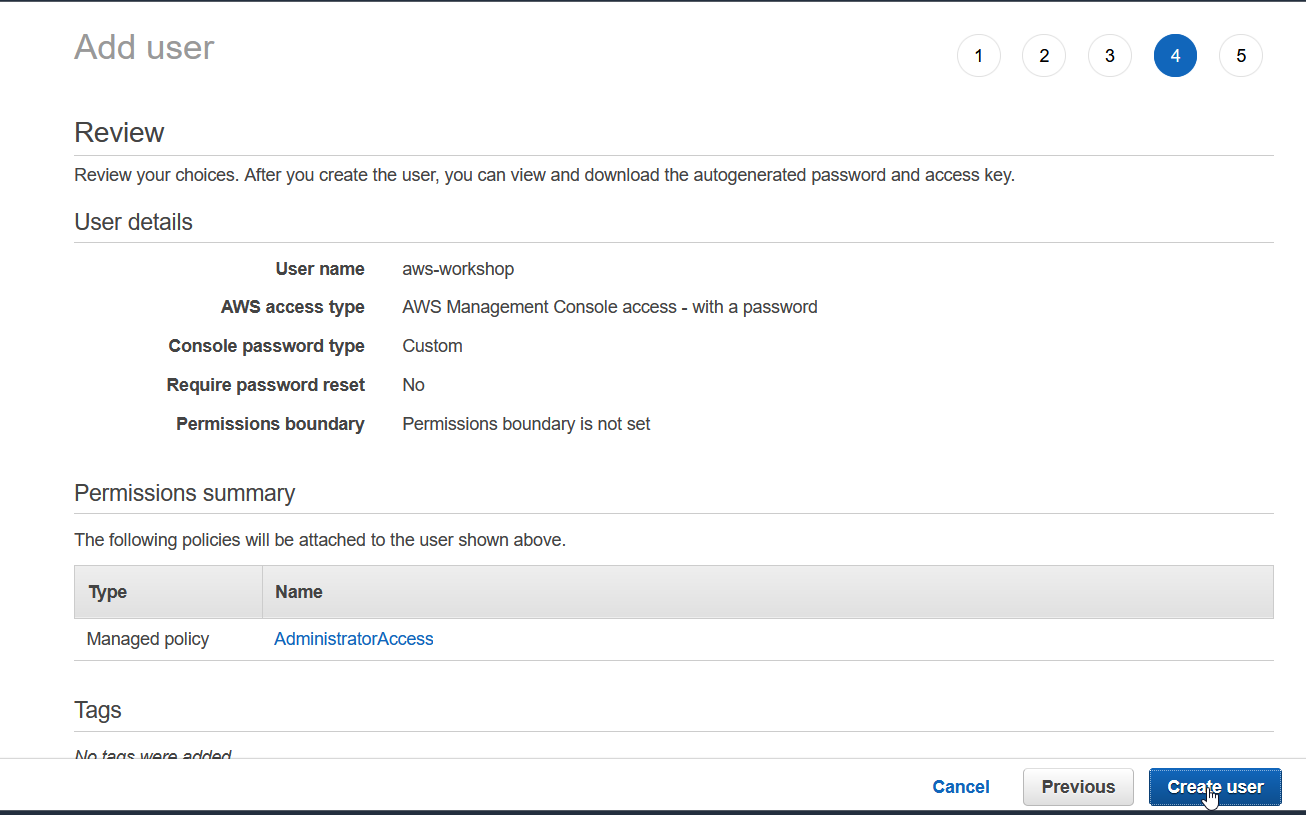 Add user
1 2 3 4 5
Review
Review your choices. After you create the user, you can view and download the autogenerated password and access key.
User details
User name aws-workshop
AWS access type AWS Management Console access - with a password
Console password type Custom
Require password reset No
Permissions boundary Permissions boundary is not set
Permissions summary
The following policies will be attached to the user shown above.
Type Name
Managed policy AdministratorAccess
Tags
No tags were added
Cancel Previous Create user